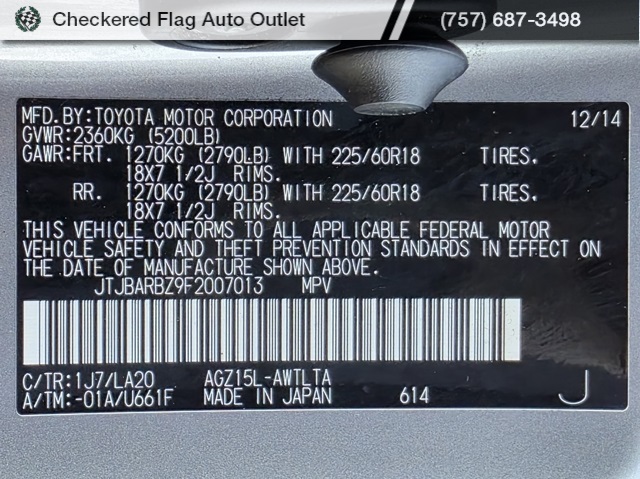 Checkered Flag Auto Outlet (757) 687-3498
MFD.BY:TOYOTA MOTOR CORPORATION 12/14
GVWR:2360KG (5200LB)
GAWR:FRT. 1270KG (2790LB) WITH 225/60R18 TIRES.
18X7 1/2J RIMS.
RR. 1270KG (2790LB) WITH 225/60R18 TIRES.
18X7 1/2J RIMS.
THIS VEHICLE CONFORMS TO ALL APPLICABLE FEDERAL MOTOR
VEHICLE SAFETY AND THEFT PREVENTION STANDARDS IN EFFECT ON
THE DATE OF MANUFACTURE SHOWN ABOVE.
JTJBARBZ9F2007013 MPV
C/TR:1J7/LA20 AGZ15L-AWTLTA
A/TM:-01A/U661F MADE IN JAPAN 614 J